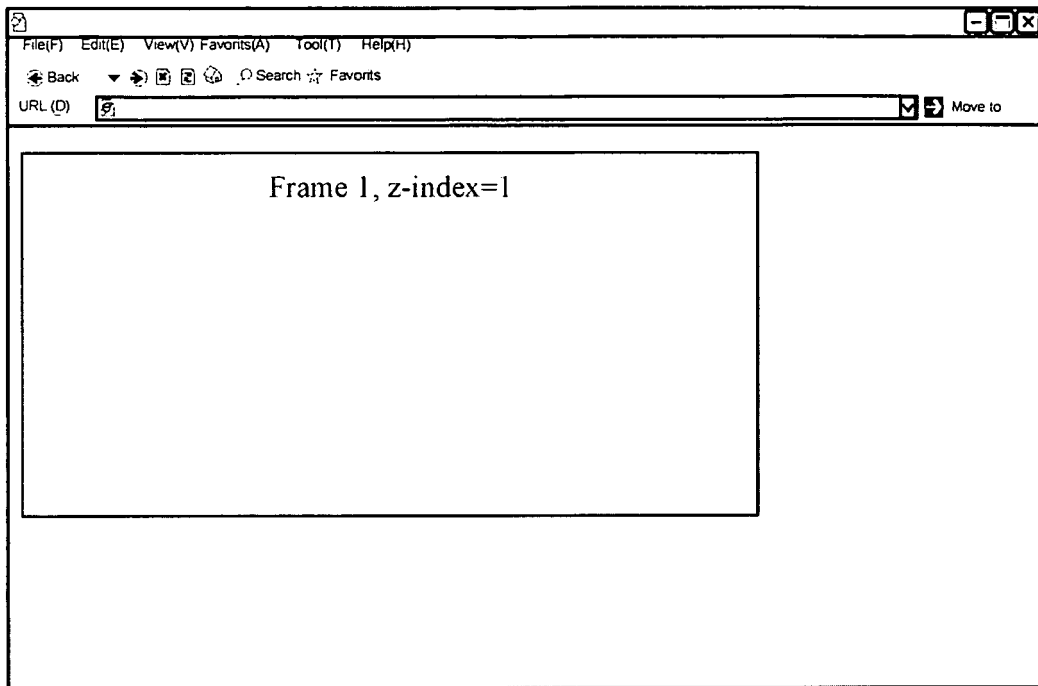 File(F) Edit(E) View(V) Favorits(A) Tool(T) Help(H)
Back Search Favorits
URL (D) Move to
Frame 1, z-index=1